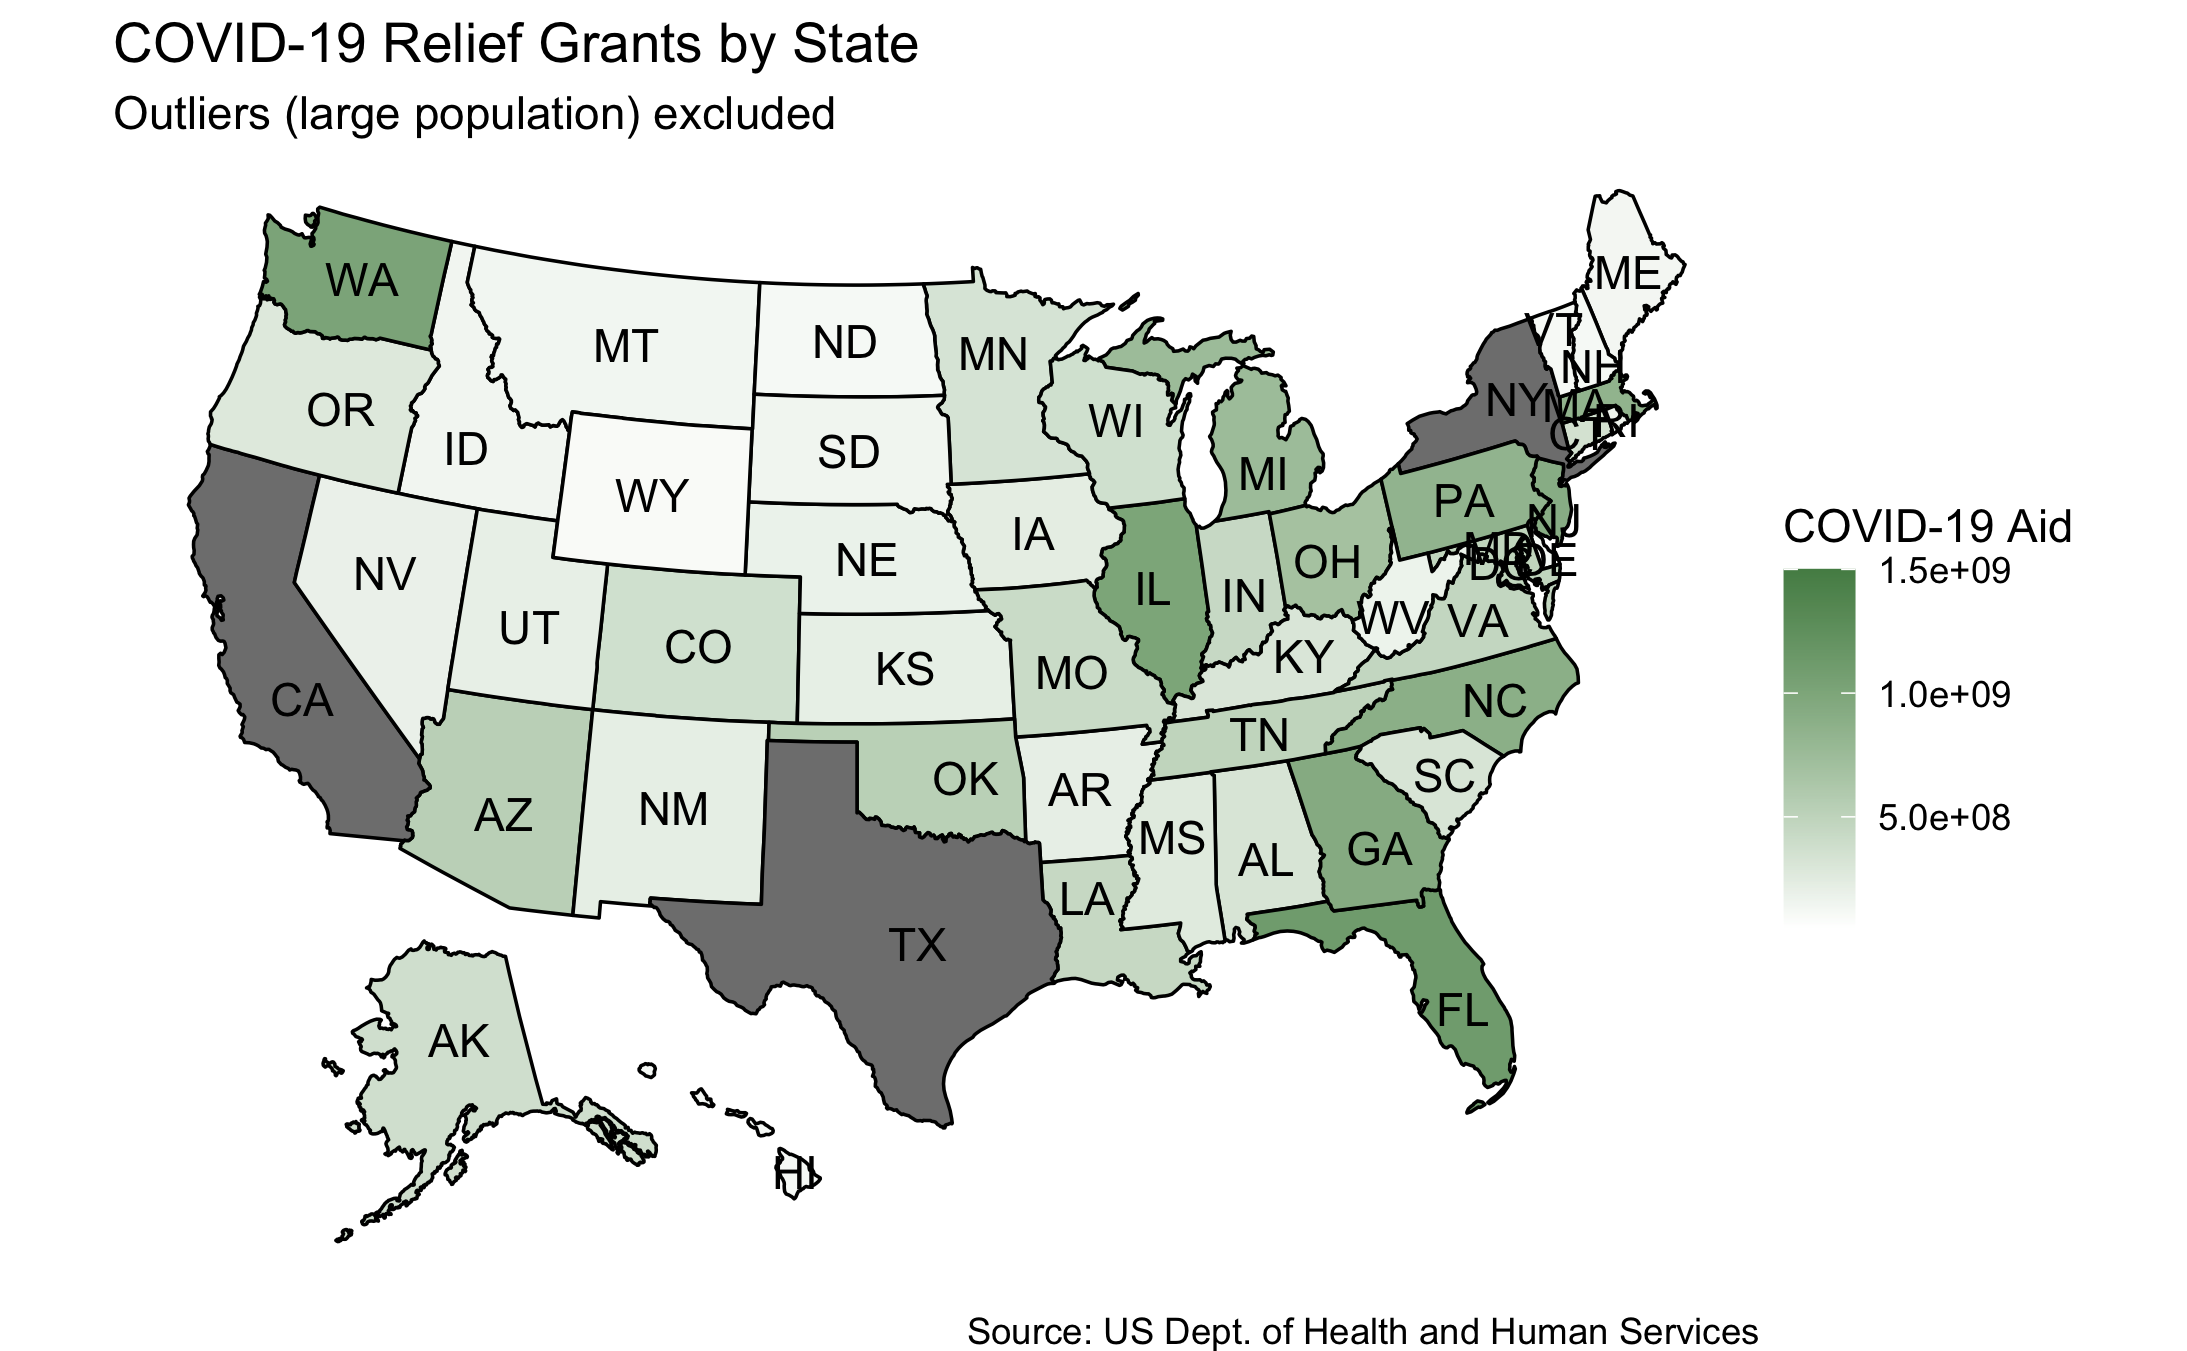 COVID-19 Relief Grants by State
Outliers (large population) excluded
WA
MT
ND
MN
ME
VT
NH
OR
ID
SD
WI
NY
MA
RI
CT
WY
MI
PA
NJ
IA
NE
NV
IL
IN
OH
MD
DE
DC
UT
CO
KS
MO
KY
WV
VA
CA
TN
NC
AZ
NM
OK
AR
SC
MS
AL
GA
LA
TX
FL
AK
HI
COVID-19 Aid
1.5e+09
1.0e+09
5.0e+08
Source: US Dept. of Health and Human Services